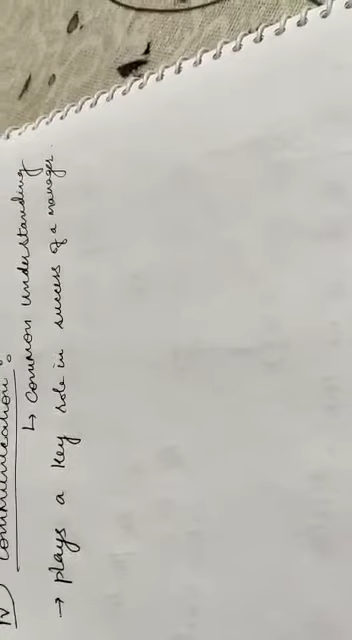 IV) Communication :
↳ Common understanding
→ plays a key role in success of a manager.